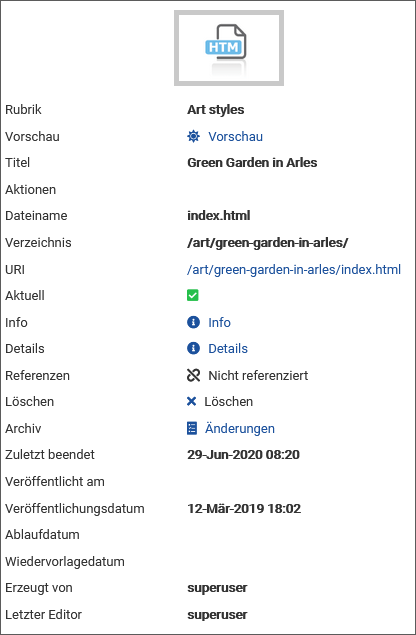 HTM
Rubrik Art styles
Vorschau Vorschau
Titel Green Garden in Arles
Aktionen
Dateiname index.html
Verzeichnis /art/green-garden-in-arles/
URI /art/green-garden-in-arles/index.html
Aktuell
Info Info
Details Details
Referenzen Nicht referenziert
Löschen Löschen
Archiv Änderungen
Zuletzt beendet 29-Jun-2020 08:20
Veröffentlicht am
Veröffentlichungsdatum 12-Mär-2019 18:02
Ablaufdatum
Wiedervorlagedatum
Erzeugt von superuser
Letzter Editor superuser